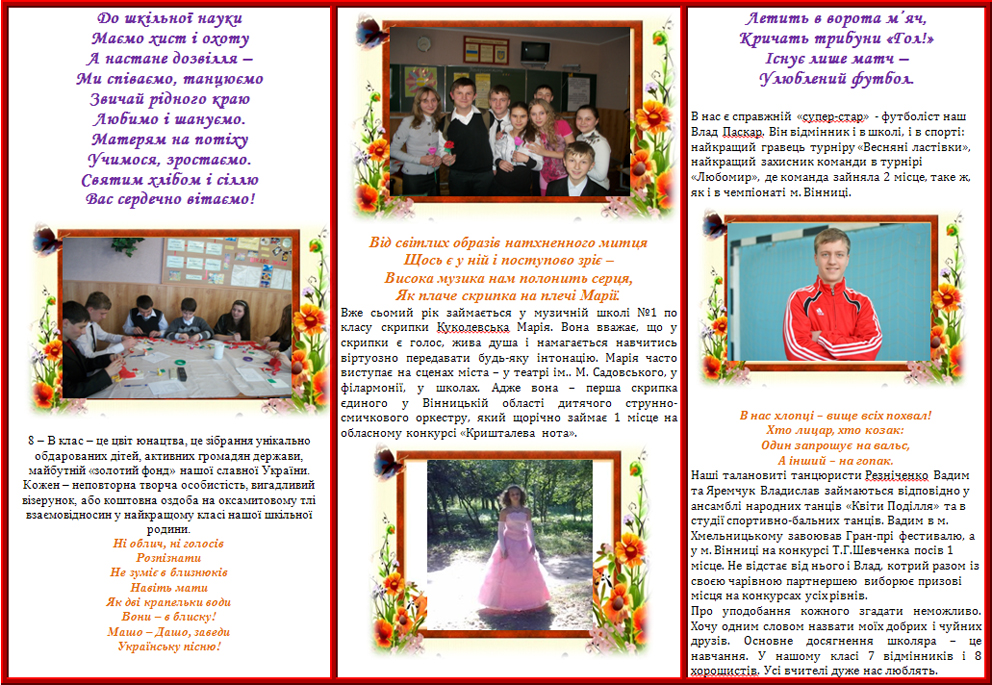 До шкільної науки
Маємо хист і охоту
А настане дозвілля –
Ми співаємо, танцюємо
Звичай рідного краю
Любимо і шануємо.
Матерям на потіху
Учимося, зростаємо.
Святим хлібом і сіллю
Вас сердечно вітаємо!
8 – В клас – це цвіт юнацтва, це зібрання унікально
обдарованих дітей, активних громадян держави,
майбутній «золотий фонд» нашої славної України.
Кожен – неповторна творча особистість, вигадливий
візерунок, або коштовна оздоба на оксамитовому тлі
взаємовідносин у найкращому класі нашої шкільної
родини.
Ні облич, ні голосів
Розпізнати
Не зуміє в близнюків
Навіть мати
Як дві крапельки води
Вони – в блиску!
Машо – Дашо, заведи
Українську пісню!
Від світлих образів натхненного митця
Щось є у ній і поступово зріє –
Висока музика нам полонить серця,
Як плаче скрипка на плечі Марії.
Вже сьомий рік займається у музичній школі №1 по
класу скрипки Куколевська Марія. Вона вважає, що у
скрипки є голос, жива душа і намагається навчитись
віртуозно передавати будь-яку інтонацію. Марія часто
виступає на сценах міста – у театрі ім.. М. Садовського, у
філармонії, у школах. Адже вона – перша скрипка
єдиного у Вінницькій області дитячого струнно-
смичкового оркестру, який щорічно займає 1 місце на
обласному конкурсі «Кришталева нота».
Летить в ворота м᾽яч,
Кричать трибуни «Гол!»
Існує лише матч –
Улюблений футбол.
В нас є справжній «супер-стар» - футболіст наш
Влад Паскар. Він відмінник і в школі, і в спорті:
найкращий гравець турніру «Весняні ластівки»,
найкращий захисник команди в турнірі
«Любомир», де команда зайняла 2 місце, таке ж,
як і в чемпіонаті м. Вінниці.
В нас хлопці – вище всіх похвал!
Хто лицар, хто козак:
Один запрошує на вальс,
А інший – на гопак.
Наші талановиті танцюристи Резніченко Вадим
та Яремчук Владислав займаються відповідно у
ансамблі народних танців «Квіти Поділля» та в
студії спортивно-бальних танців. Вадим в м.
Хмельницькому завоював Гран-прі фестивалю, а
у м. Вінниці на конкурсі Т.Г.Шевченка посів 1
місце. Не відстає від нього і Влад, котрий разом із
своєю чарівною партнершею виборює призові
місця на конкурсах усіх рівнів.
Про уподобання кожного згадати неможливо.
Хочу одним словом назвати моїх добрих і чуйних
друзів. Основне досягнення школяра – це
навчання. У нашому класі 7 відмінників і 8
хорошистів. Усі вчителі дуже нас люблять.